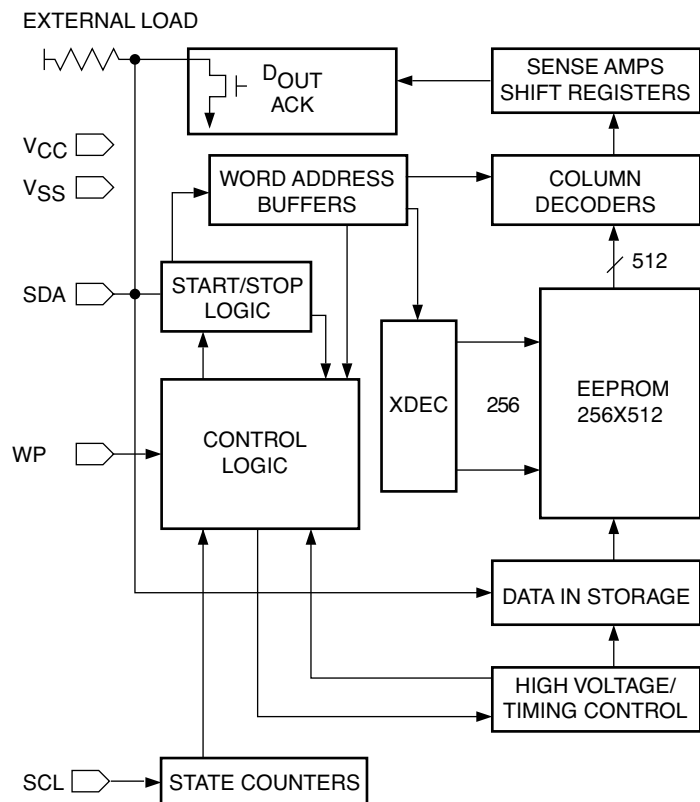 EXTERNAL LOAD
DOUT
ACK
SENSE AMPS
SHIFT REGISTERS
VCC
VSS
WORD ADDRESS
BUFFERS
COLUMN
DECODERS
512
SDA
START/STOP
LOGIC
XDEC
256
EEPROM
256X512
WP
CONTROL
LOGIC
DATA IN STORAGE
HIGH VOLTAGE/
TIMING CONTROL
SCL
STATE COUNTERS